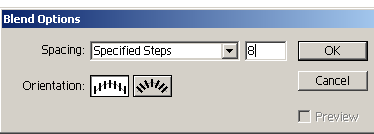 Blend Options
Spacing: Specified Steps 8 OK
Orientation: Cancel
Preview